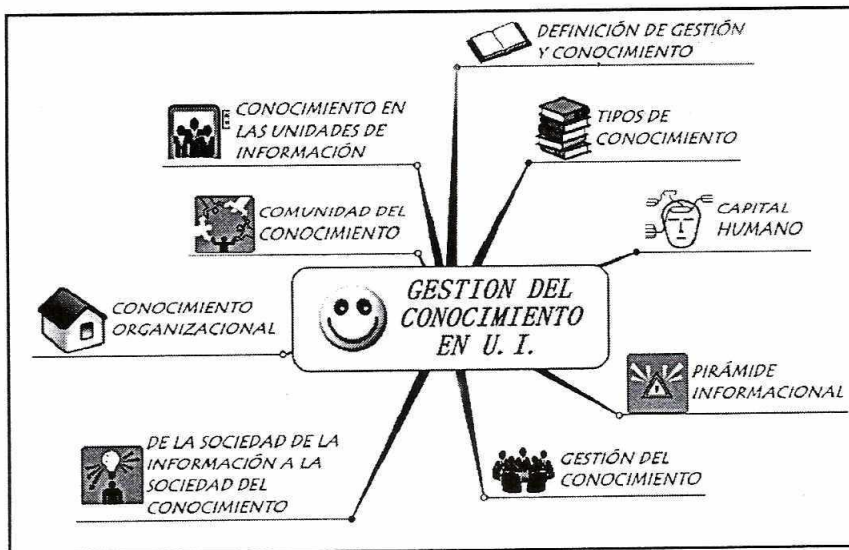 DEFINICIÓN DE GESTIÓN
Y CONOCIMIENTO
TIPOS DE
CONOCIMIENTO
CAPITAL
HUMANO
PIRÁMIDE
INFORMACIONAL
GESTIÓN DEL
CONOCIMIENTO
DE LA SOCIEDAD DE LA
INFORMACIÓN A LA
SOCIEDAD DEL
CONOCIMIENTO
CONOCIMIENTO
ORGANIZACIONAL
COMUNIDAD DEL
CONOCIMIENTO
CONOCIMIENTO EN
LAS UNIDADES DE
INFORMACIÓN
GESTION DEL
CONOCIMIENTO
EN U. I.